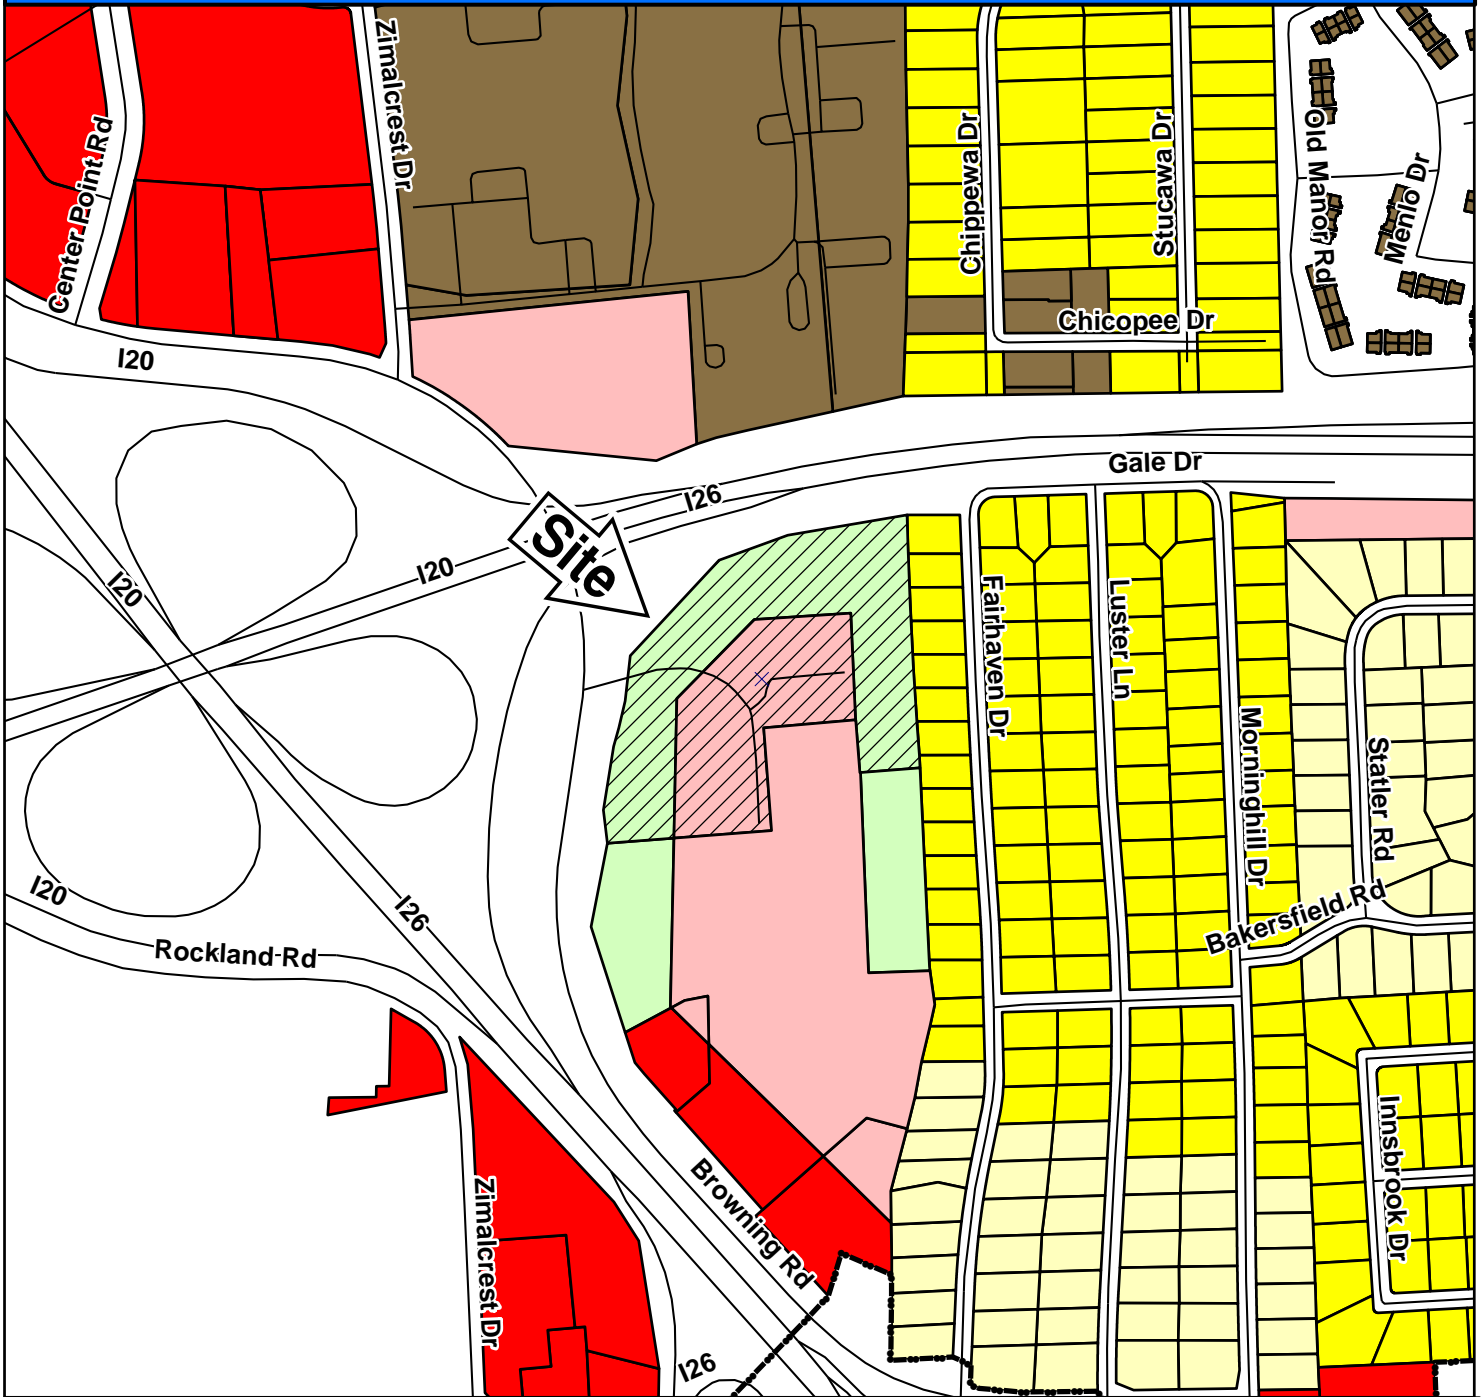 Zimalcrest Dr
Center Point Rd
Chippewa Dr
Stucawa Dr
Old Manor Rd
Menlo Dr
Chicopee Dr
I20
Gale Dr
I26
Site
I20
I20
Fairhaven Dr
Luster Ln
Morninghill Dr
Statler Rd
I20
I26
Bakersfield Rd
Rockland Rd
Innsbrook Dr
Browning Rd
Zimalcrest Dr
I26